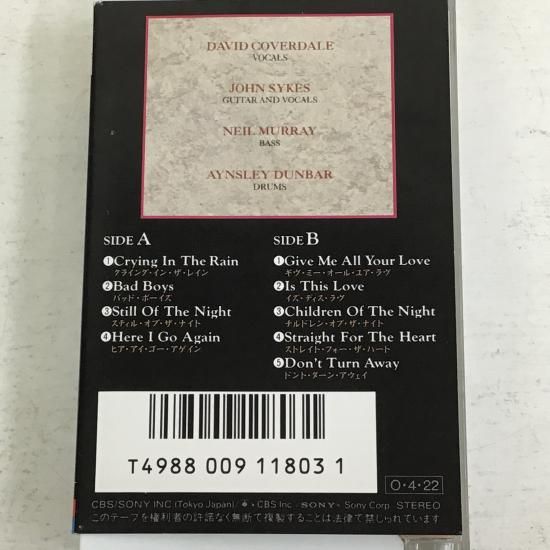 DAVID COVERDALE
VOCALS
JOHN SYKES
GUITAR AND VOCALS
NEIL MURRAY
BASS
AYNSLEY DUNBAR
DRUMS
SIDE A
❶Crying In The Rain
クライング・イン・ザ・レイン
❷Bad Boys
バッド・ボーイズ
❸Still Of The Night
スティル・オブ・ザ・ナイト
❹Here I Go Again
ヒア・アイ・ゴー・アゲイン
SIDE B
❶Give Me All Your Love
ギヴ・ミー・オール・ユア・ラヴ
❷Is This Love
イズ・ディス・ラヴ
❸Children Of The Night
チルドレン・オブ・ザ・ナイト
❹Straight For The Heart
ストレイト・フォー・ザ・ハート
❺Don't Turn Away
ドント・ターン・アウェイ
T4988 009 11803 1
O・4・22
CBS/SONY INC. (Tokyo Japan)/ ・CBS Inc./ SONY Sony Corp. STEREO
このテープを権利者の許諾なく無断で複製することは法律で禁じられています